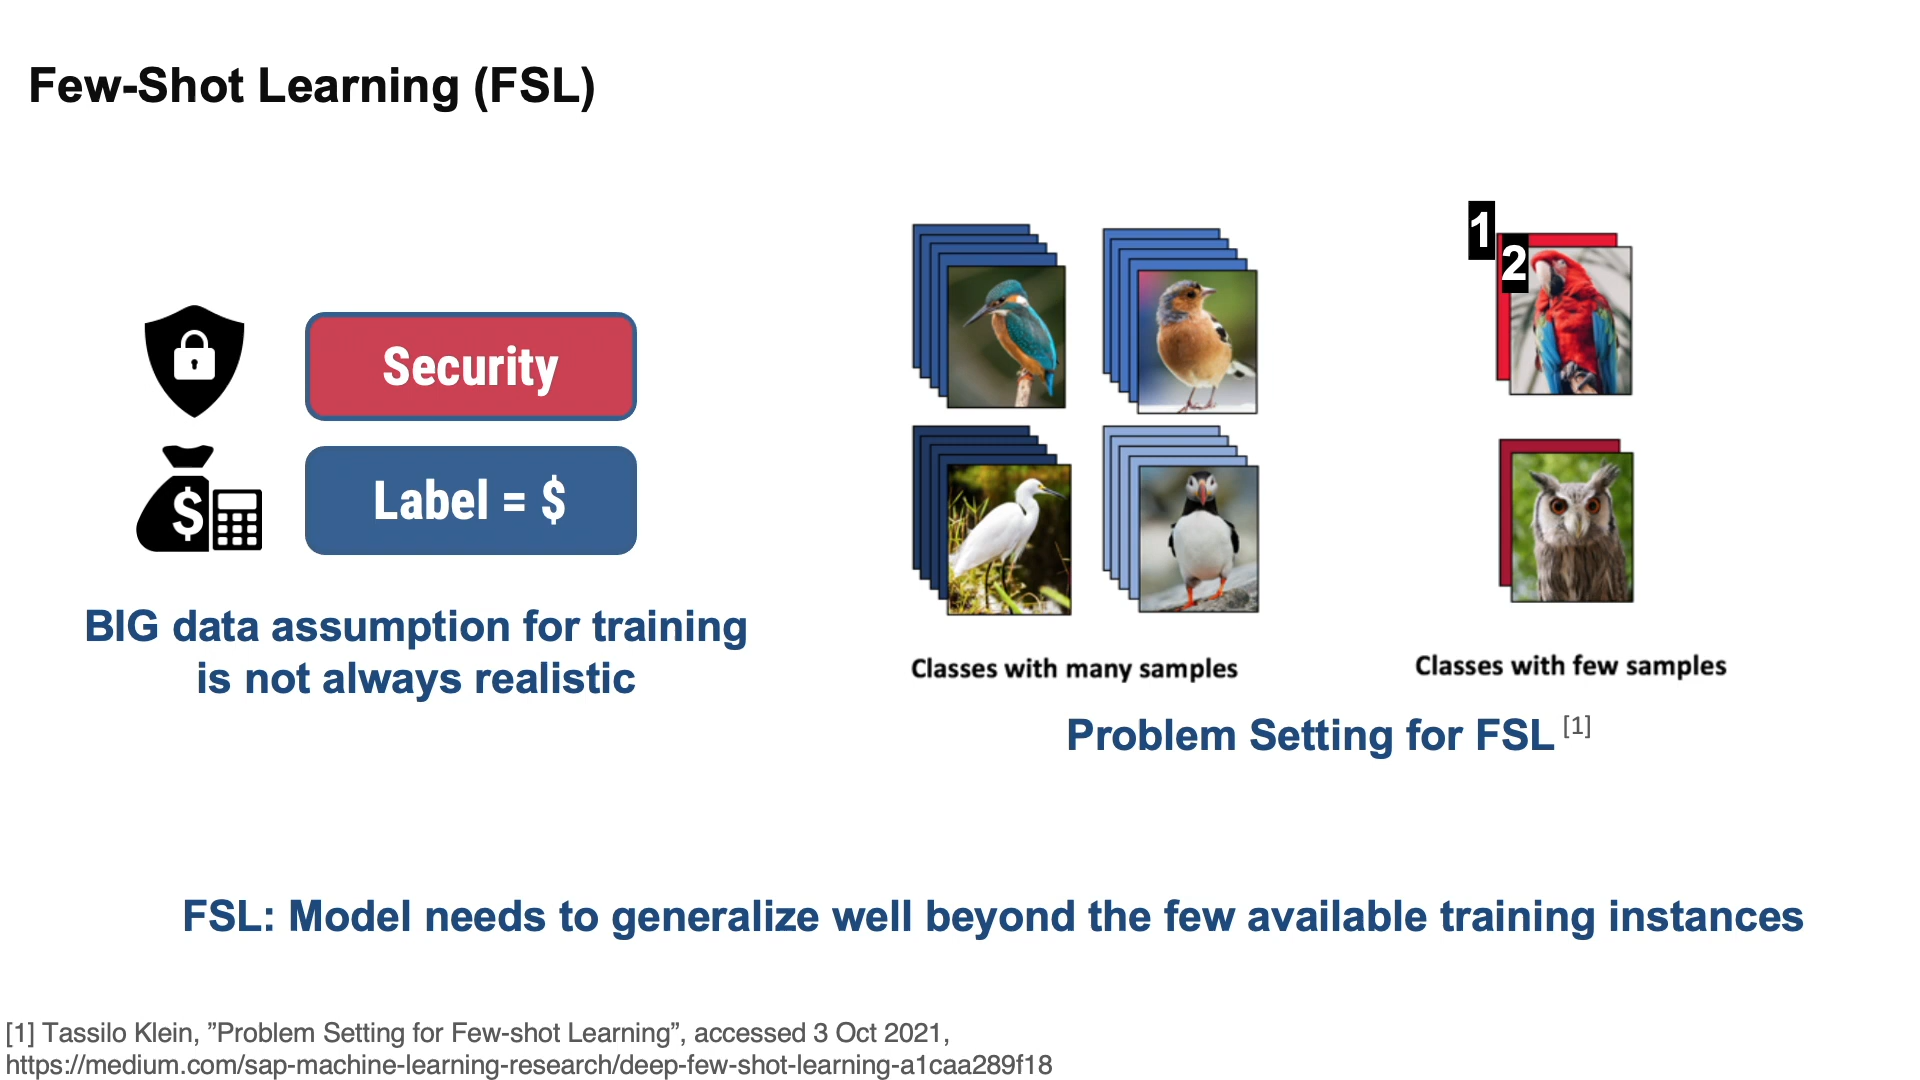 Few-Shot Learning (FSL)
Security
$
Label = $
BIG data assumption for training
is not always realistic
1
2
Classes with many samples
Classes with few samples
Problem Setting for FSL [1]
FSL: Model needs to generalize well beyond the few available training instances
[1] Tassilo Klein, ”Problem Setting for Few-shot Learning”, accessed 3 Oct 2021,
https://medium.com/sap-machine-learning-research/deep-few-shot-learning-a1caa289f18